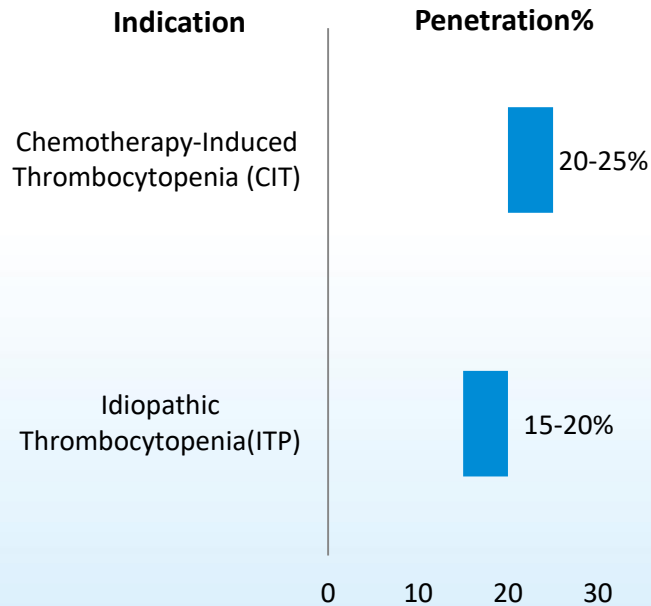 Indication
Penetration%
Chemotherapy-Induced
Thrombocytopenia (CIT)
20-25%
Idiopathic
Thrombocytopenia(ITP)
15-20%
0 10 20 30